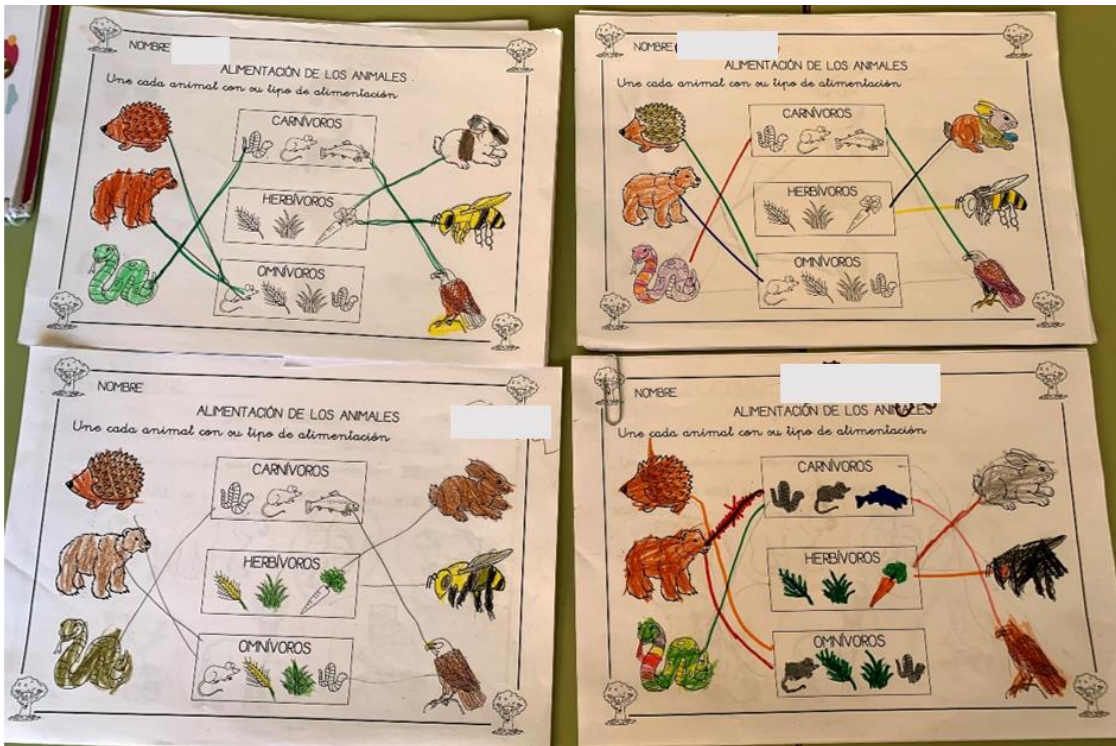 NOMBRE
ALIMENTACIÓN DE LOS ANIMALES
Une cada animal con su tipo de alimentación
CARNÍVOROS
HERBÍVOROS
OMNÍVOROS
NOMBRE
ALIMENTACIÓN DE LOS ANIMALES
Une cada animal con su tipo de alimentación
CARNÍVOROS
HERBÍVOROS
OMNÍVOROS
NOMBRE
ALIMENTACIÓN DE LOS ANIMALES
Une cada animal con su tipo de alimentación
CARNÍVOROS
HERBÍVOROS
OMNÍVOROS
NOMBRE
ALIMENTACIÓN DE LOS ANIMALES
Une cada animal con su tipo de alimentación
CARNÍVOROS
HERBÍVOROS
OMNÍVOROS